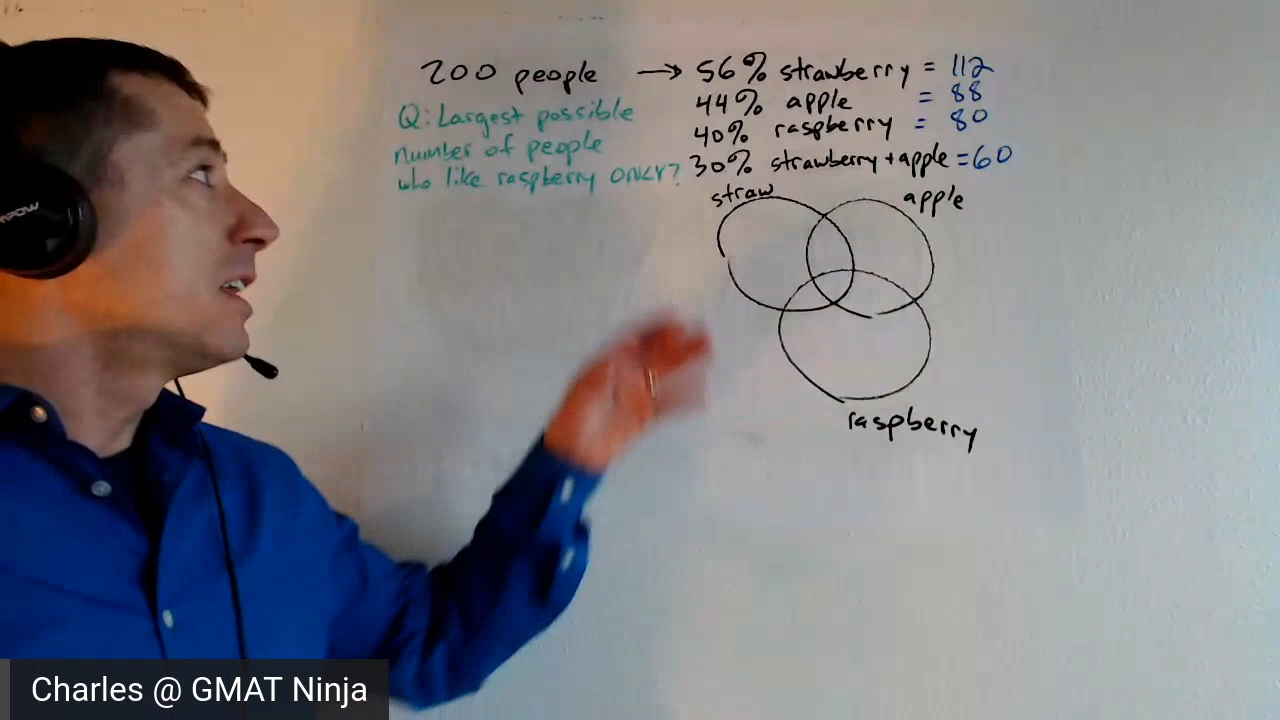 200 people → 56% strawberry = 112
44% apple = 88
40% raspberry = 80
30% strawberry + apple = 60
Q: Largest possible
number of people
who like raspberry ONLY?
straw
apple
raspberry
MPOW
Charles @ GMAT Ninja